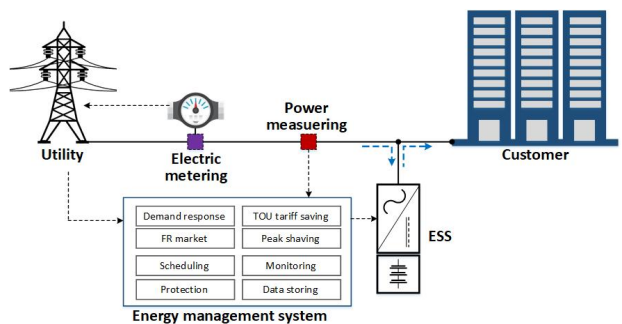 Utility
Electric
metering
Power
measuering
Customer
ESS
Demand response
TOU tariff saving
FR market
Peak shaving
Scheduling
Monitoring
Protection
Data storing
Energy management system